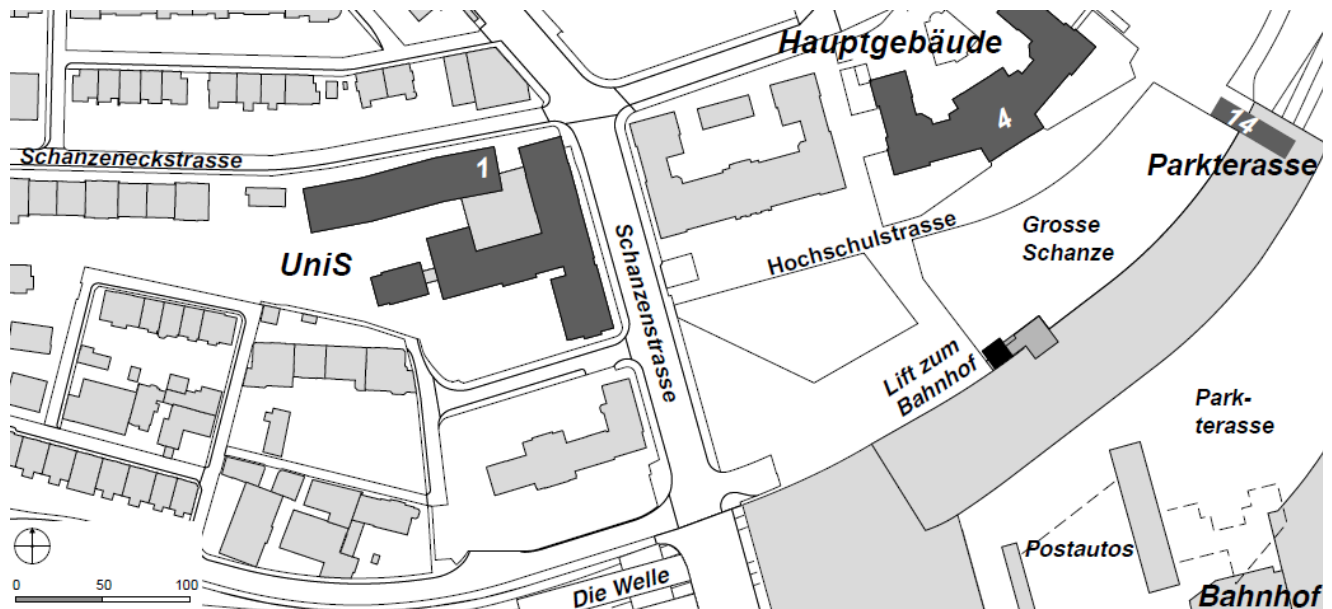 Hauptgebäude
4
14
Parkterasse
Schanzeneckstrasse
1
UniS
Schanzenstrasse
Hochschulstrasse
Grosse
Schanze
Lift zum
Bahnhof
Park-
terasse
Postautos
Die Welle
Bahnhof
0 50 100